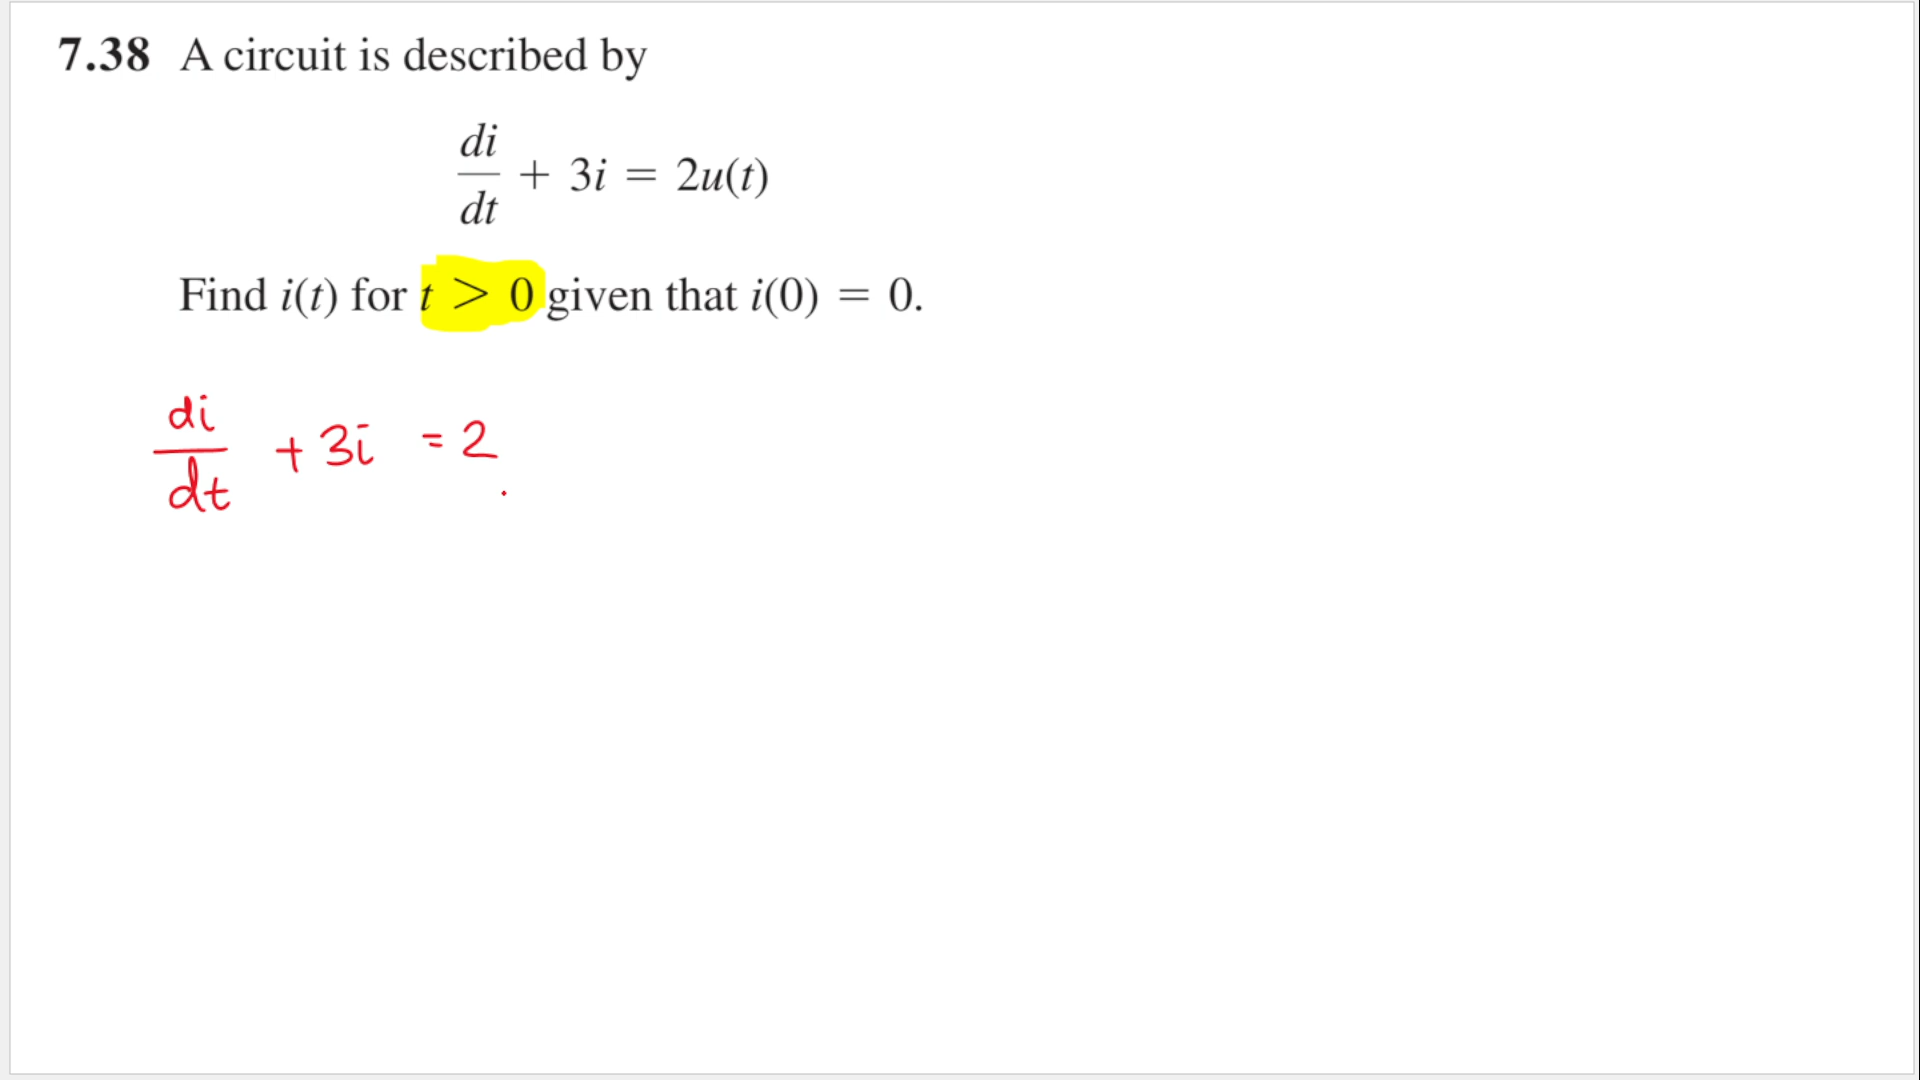 7.38 A circuit is described by
di/dt + 3i = 2u(t)
Find i(t) for t > 0 given that i(0) = 0.
di/dt + 3i = 2